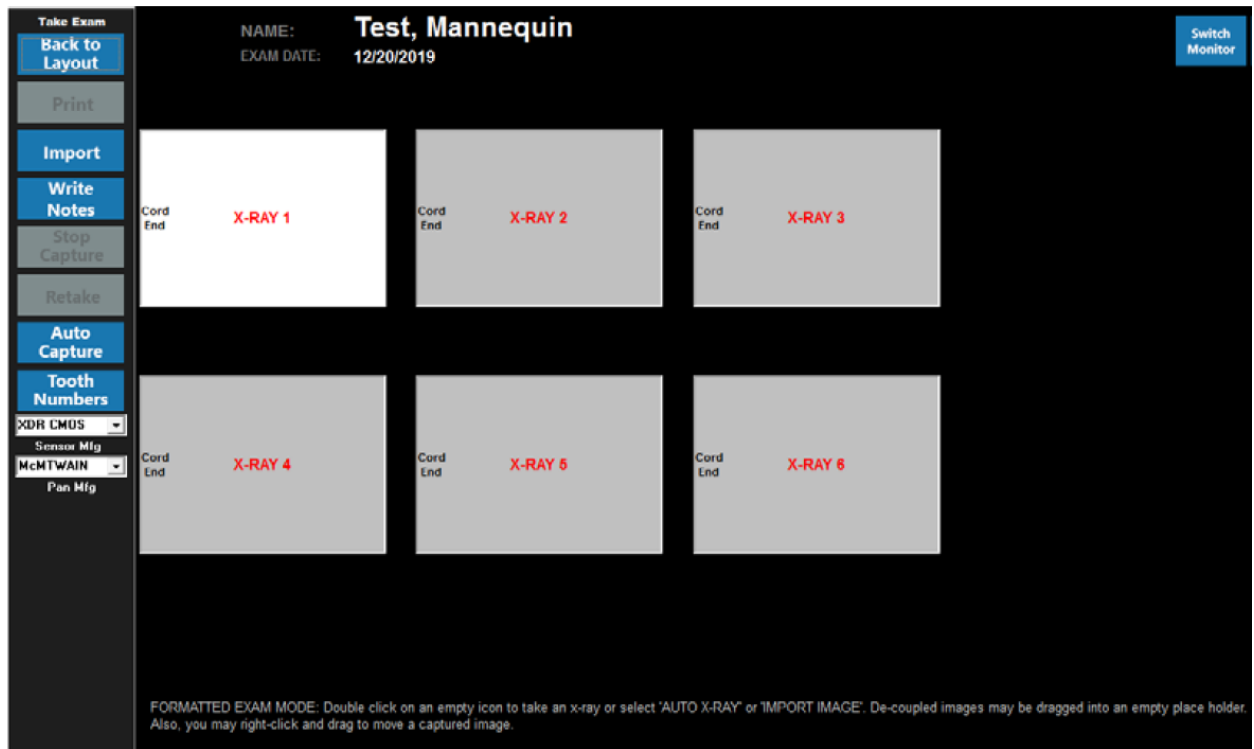 Take Exam
Back to
Layout
Print
Import
Write
Notes
Stop
Capture
Retake
Auto
Capture
Tooth
Numbers
XDR CMOS
Sensor Mfg
McMTWAIN
Pan Mfg
NAME: Test, Mannequin
EXAM DATE: 12/20/2019
Switch
Monitor
Cord
End
X-RAY 1
Cord
End
X-RAY 2
Cord
End
X-RAY 3
Cord
End
X-RAY 4
Cord
End
X-RAY 5
Cord
End
X-RAY 6
FORMATTED EXAM MODE: Double click on an empty icon to take an x-ray or select 'AUTO X-RAY' or 'IMPORT IMAGE'. De-coupled images may be dragged into an empty place holder.
Also, you may right-click and drag to move a captured image.